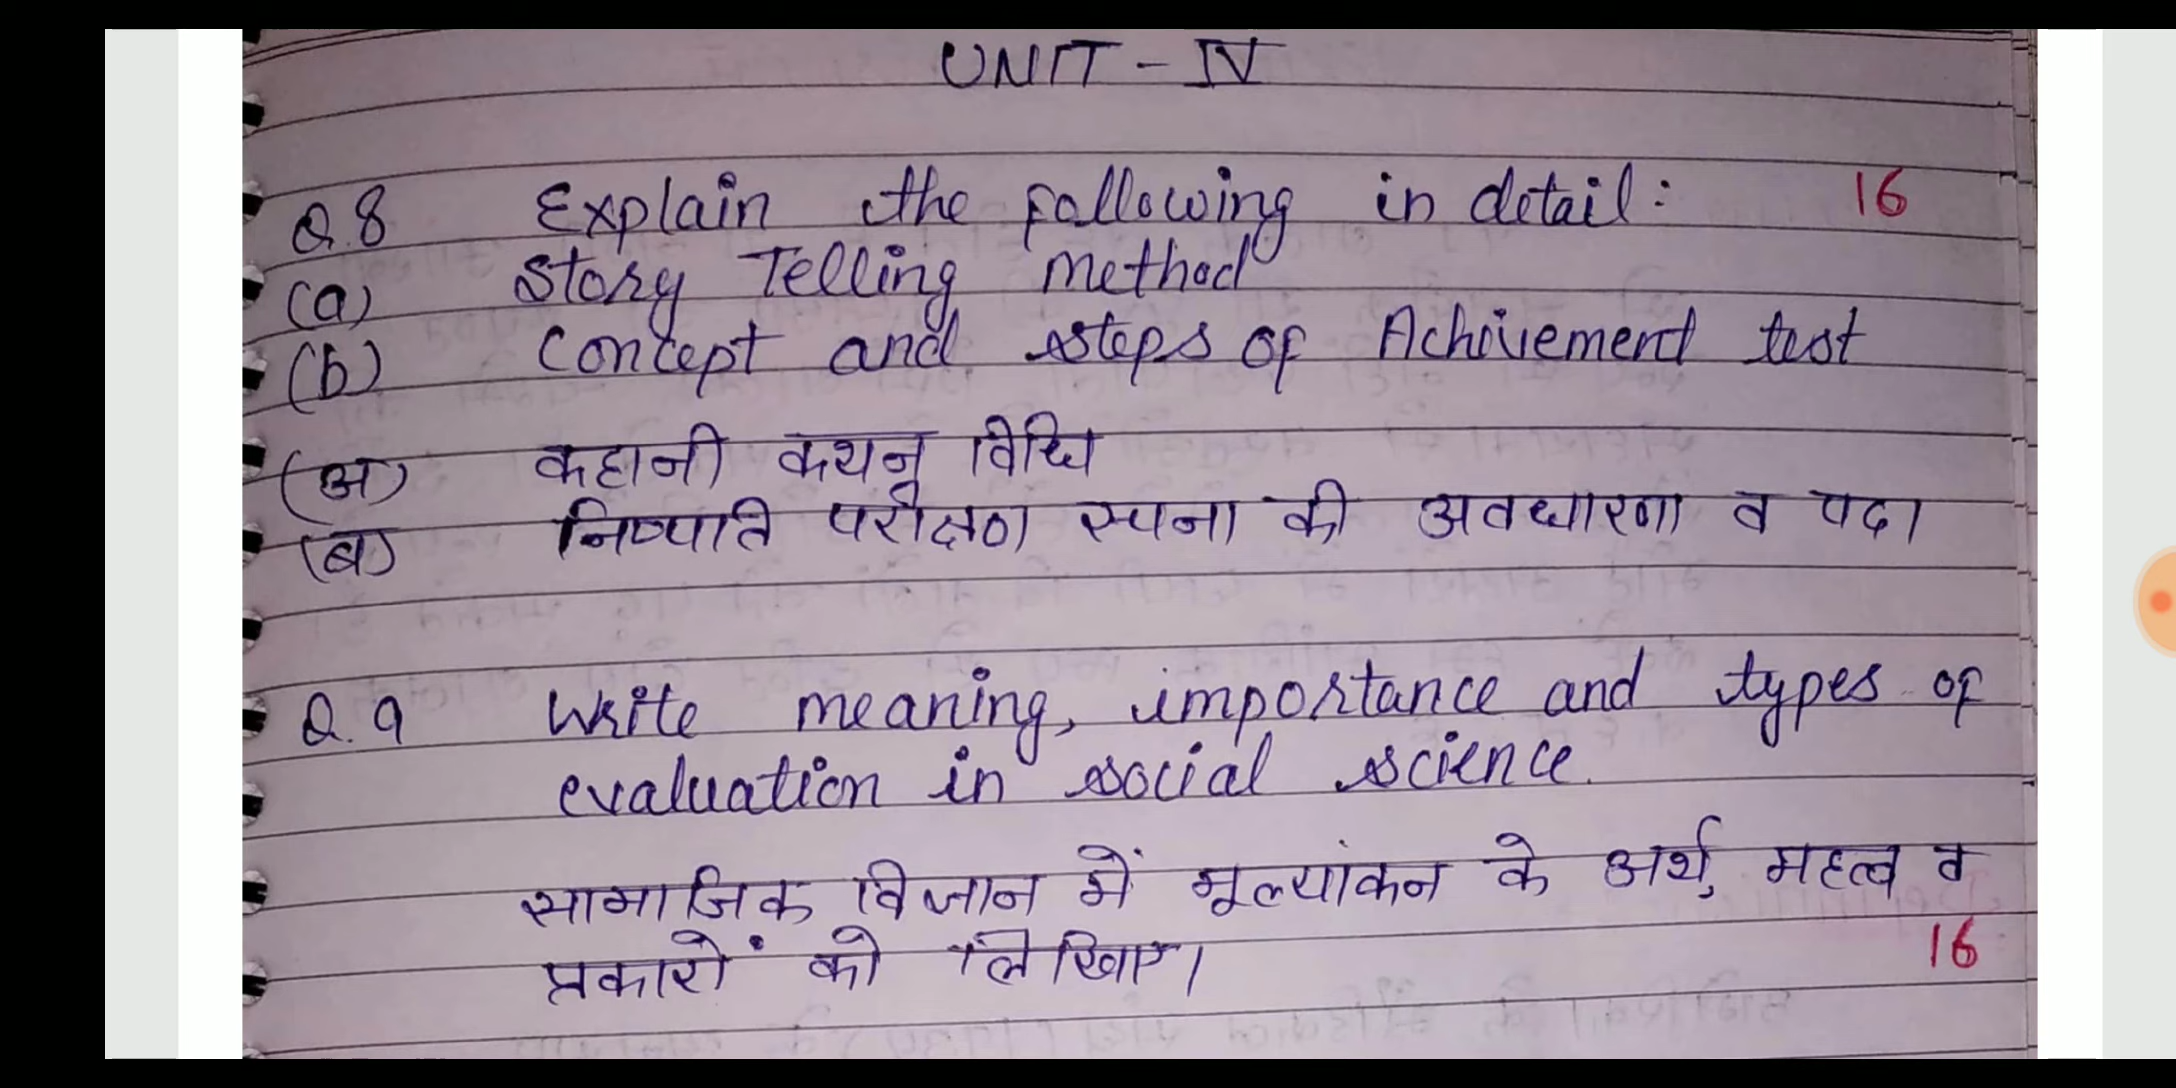 UNIT - IV
Q.8 Explain the following in detail: 16
(a) Story Telling Method
(b) Concept and steps of Achivement test
(अ) कहानी कथन विधि
(ब) निष्पाति परीक्षण रचना की अवधारणा व पद।
Q.9 Write meaning, importance and types of
evaluation in social science.
सामाजिक विज्ञान में मूल्यांकन के अर्थ, महत्व व
प्रकारों को लिखिए। 16